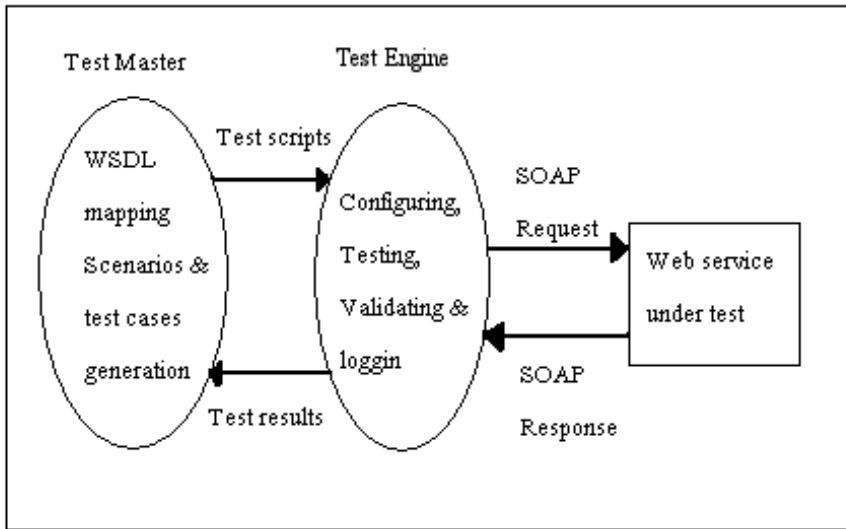 Test Master
Test Engine
WSDL
mapping
Scenarios &
test cases
generation
Test scripts
Test results
Configuring,
Testing,
Validating &
loggin
SOAP
Request
SOAP
Response
Web service
under test